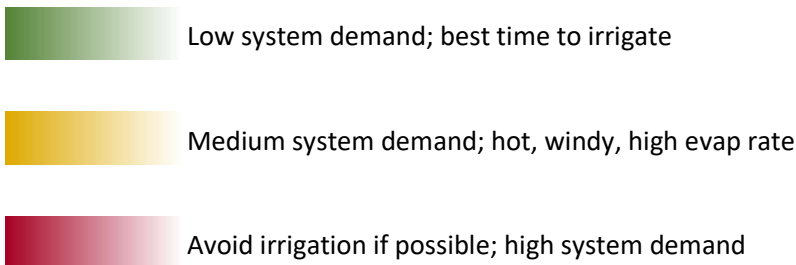 Low system demand; best time to irrigate
Medium system demand; hot, windy, high evap rate
Avoid irrigation if possible; high system demand